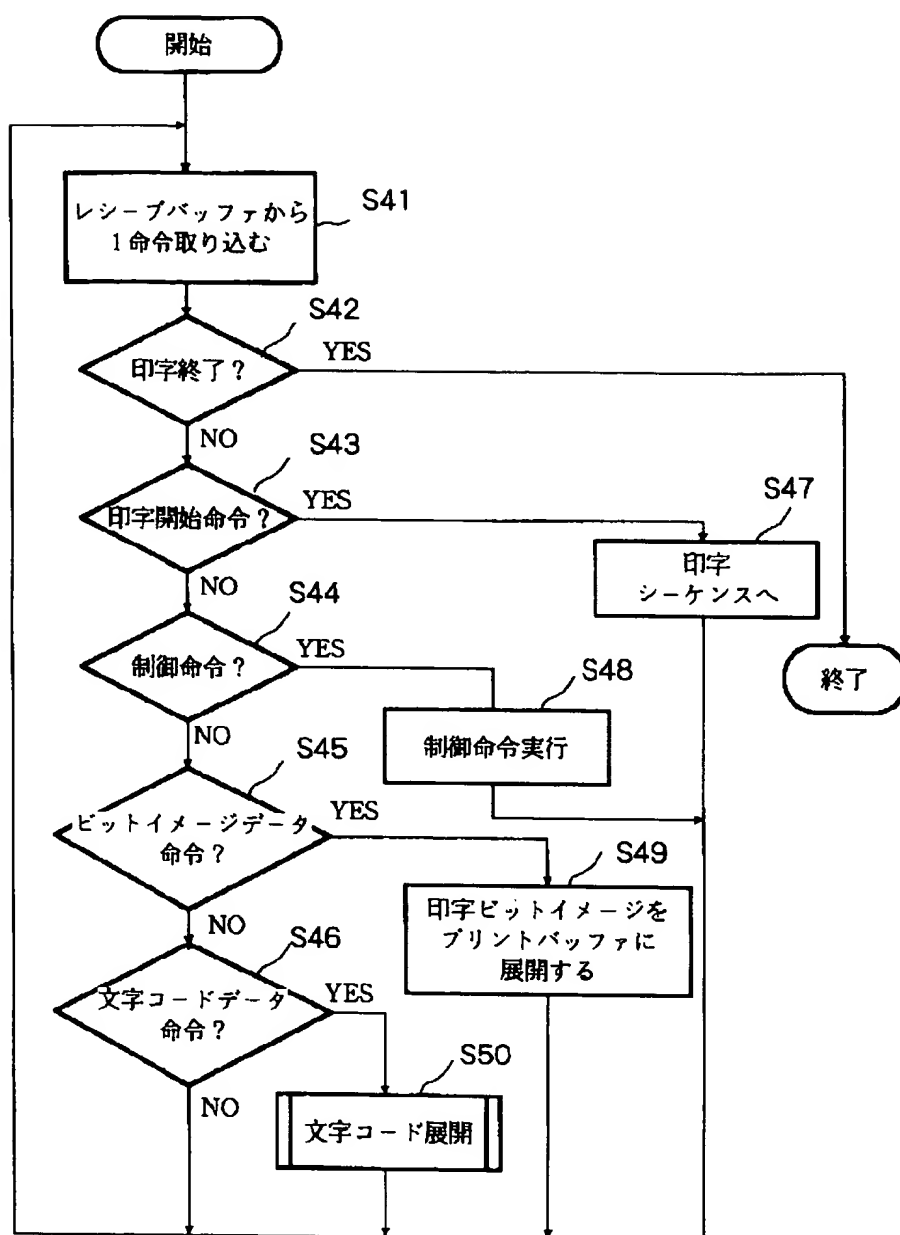 開始
レシーブバッファから
1命令取り込む
S41
S42
印字終了?
YES
NO
S43
印字開始命令?
YES
S47
印字
シーケンスへ
NO
S44
制御命令?
YES
終了
S48
制御命令実行
NO
S45
ビットイメージデータ
命令?
YES
S49
印字ビットイメージを
プリントバッファに
展開する
NO
S46
文字コードデータ
命令?
YES
S50
文字コード展開
NO